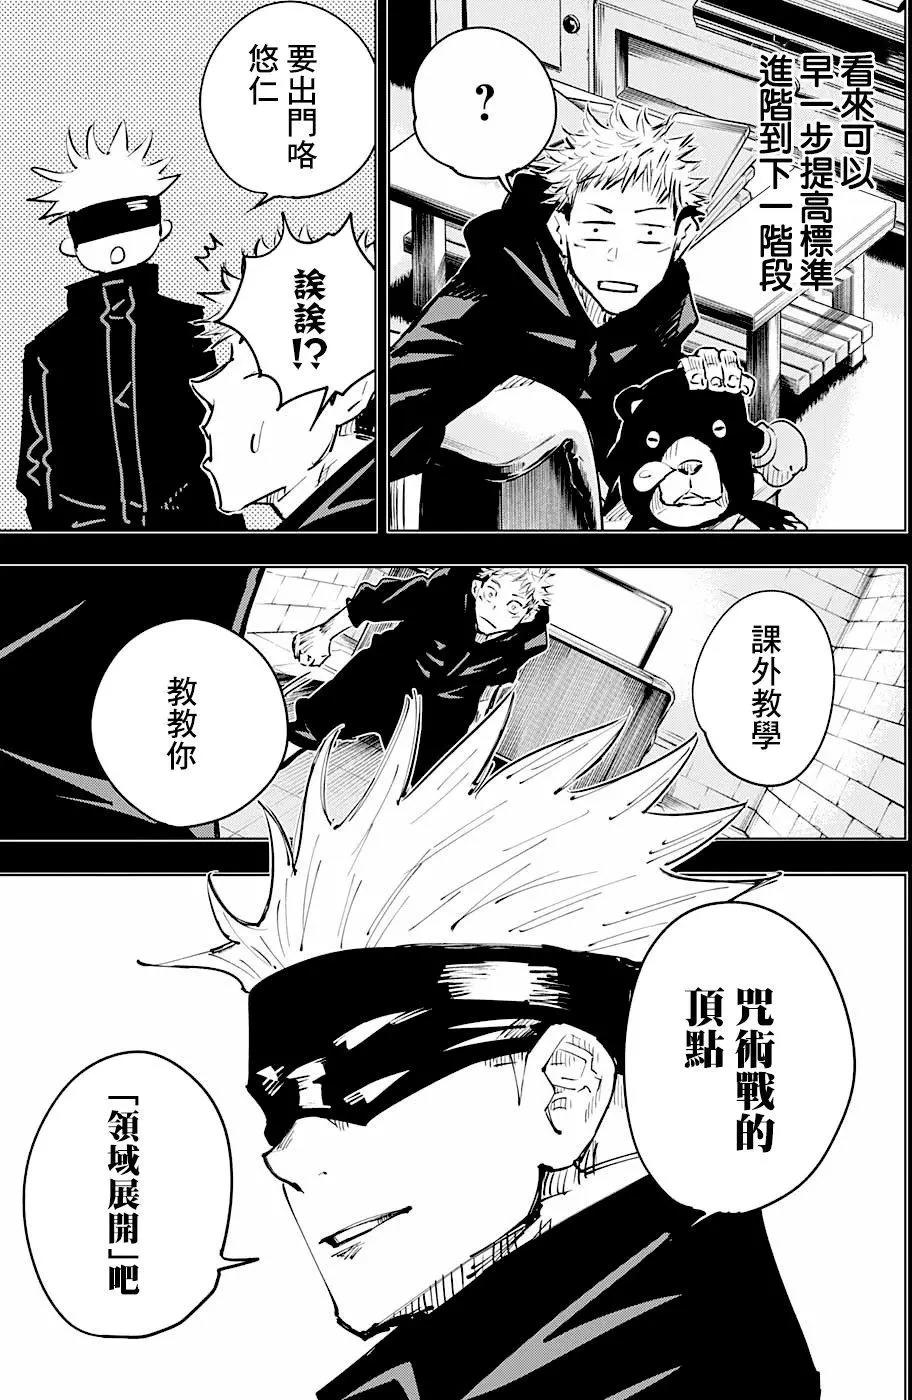 看來可以
早一步提高標準
進階到下一階段
？
要出門咯
悠仁
誒誒!?
課外教學
教教你
咒術戰的
頂點
「領域展開」吧